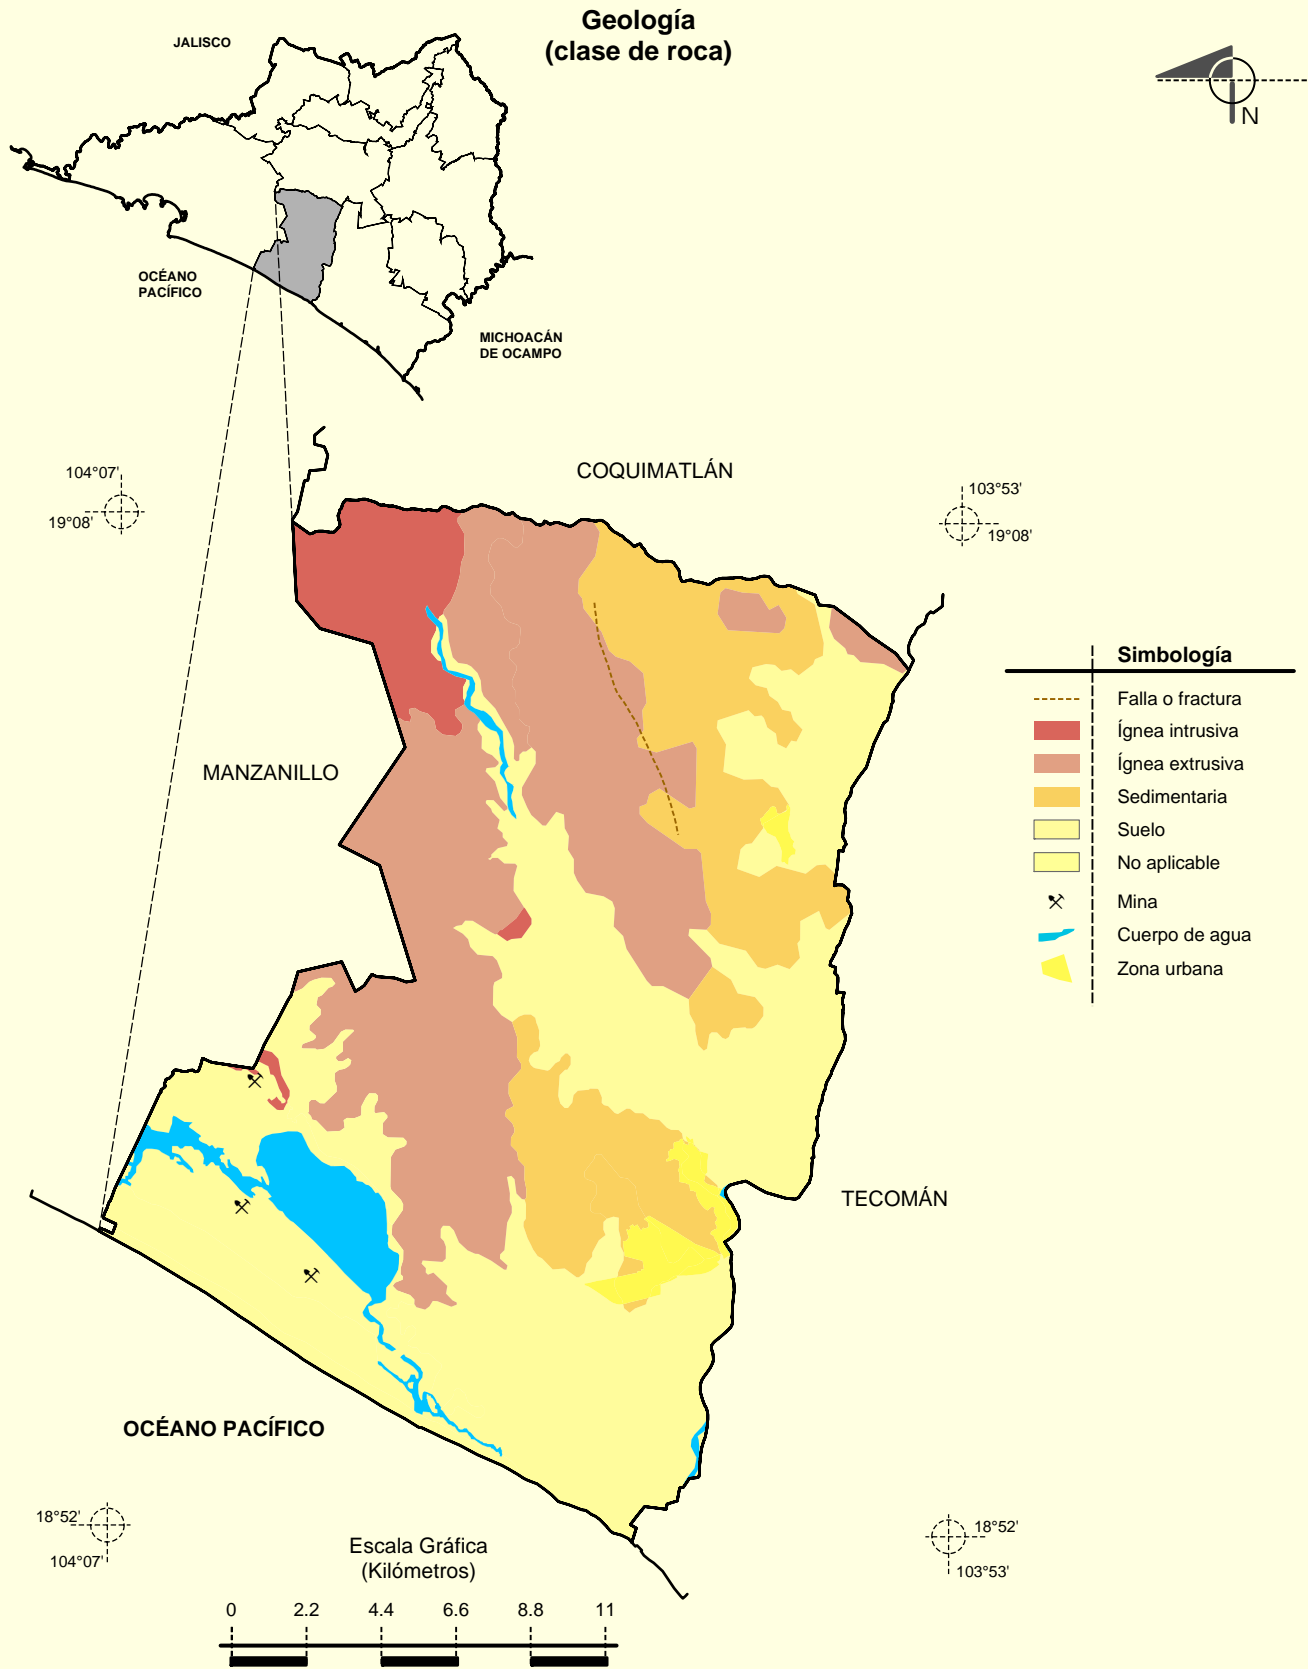 Geología
(clase de roca)
JALISCO
N
OCÉANO
PACÍFICO
MICHOACÁN
DE OCAMPO
COQUIMATLÁN
104°07'
19°08'
103°53'
19°08'
Simbología
Falla o fractura
Ígnea intrusiva
Ígnea extrusiva
Sedimentaria
Suelo
No aplicable
Mina
Cuerpo de agua
Zona urbana
MANZANILLO
TECOMÁN
OCÉANO PACÍFICO
18°52'
104°07'
18°52'
103°53'
Escala Gráfica
(Kilómetros)
0 2.2 4.4 6.6 8.8 11